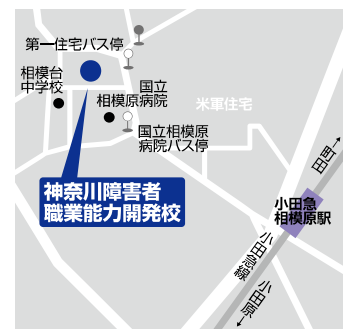 第一住宅バス停
相模台
中学校
国立
相模原
病院
米軍住宅
国立相模原
病院バス停
町田
神奈川障害者
職業能力開発校
小田急
相模原駅
小田急線
小田原